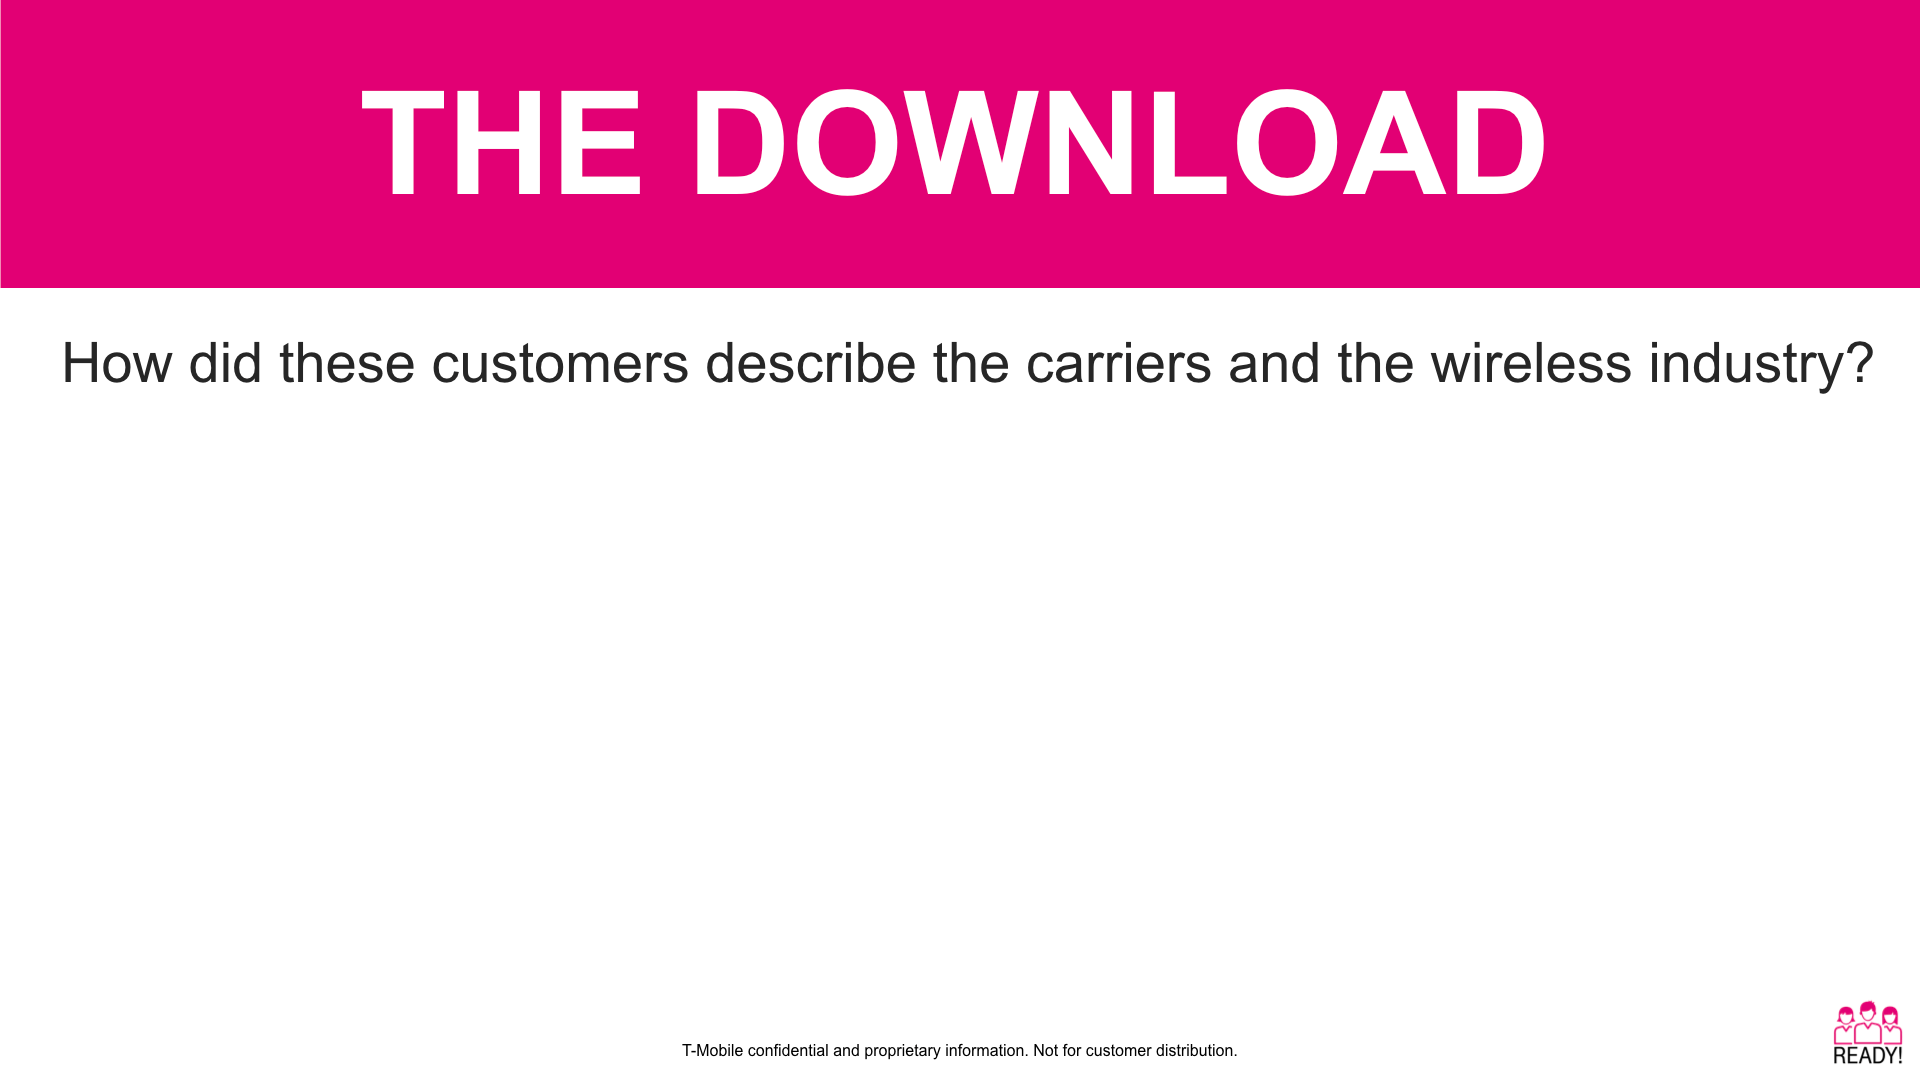 THE DOWNLOAD
How did these customers describe the carriers and the wireless industry?
T-Mobile confidential and proprietary information. Not for customer distribution.
READY!